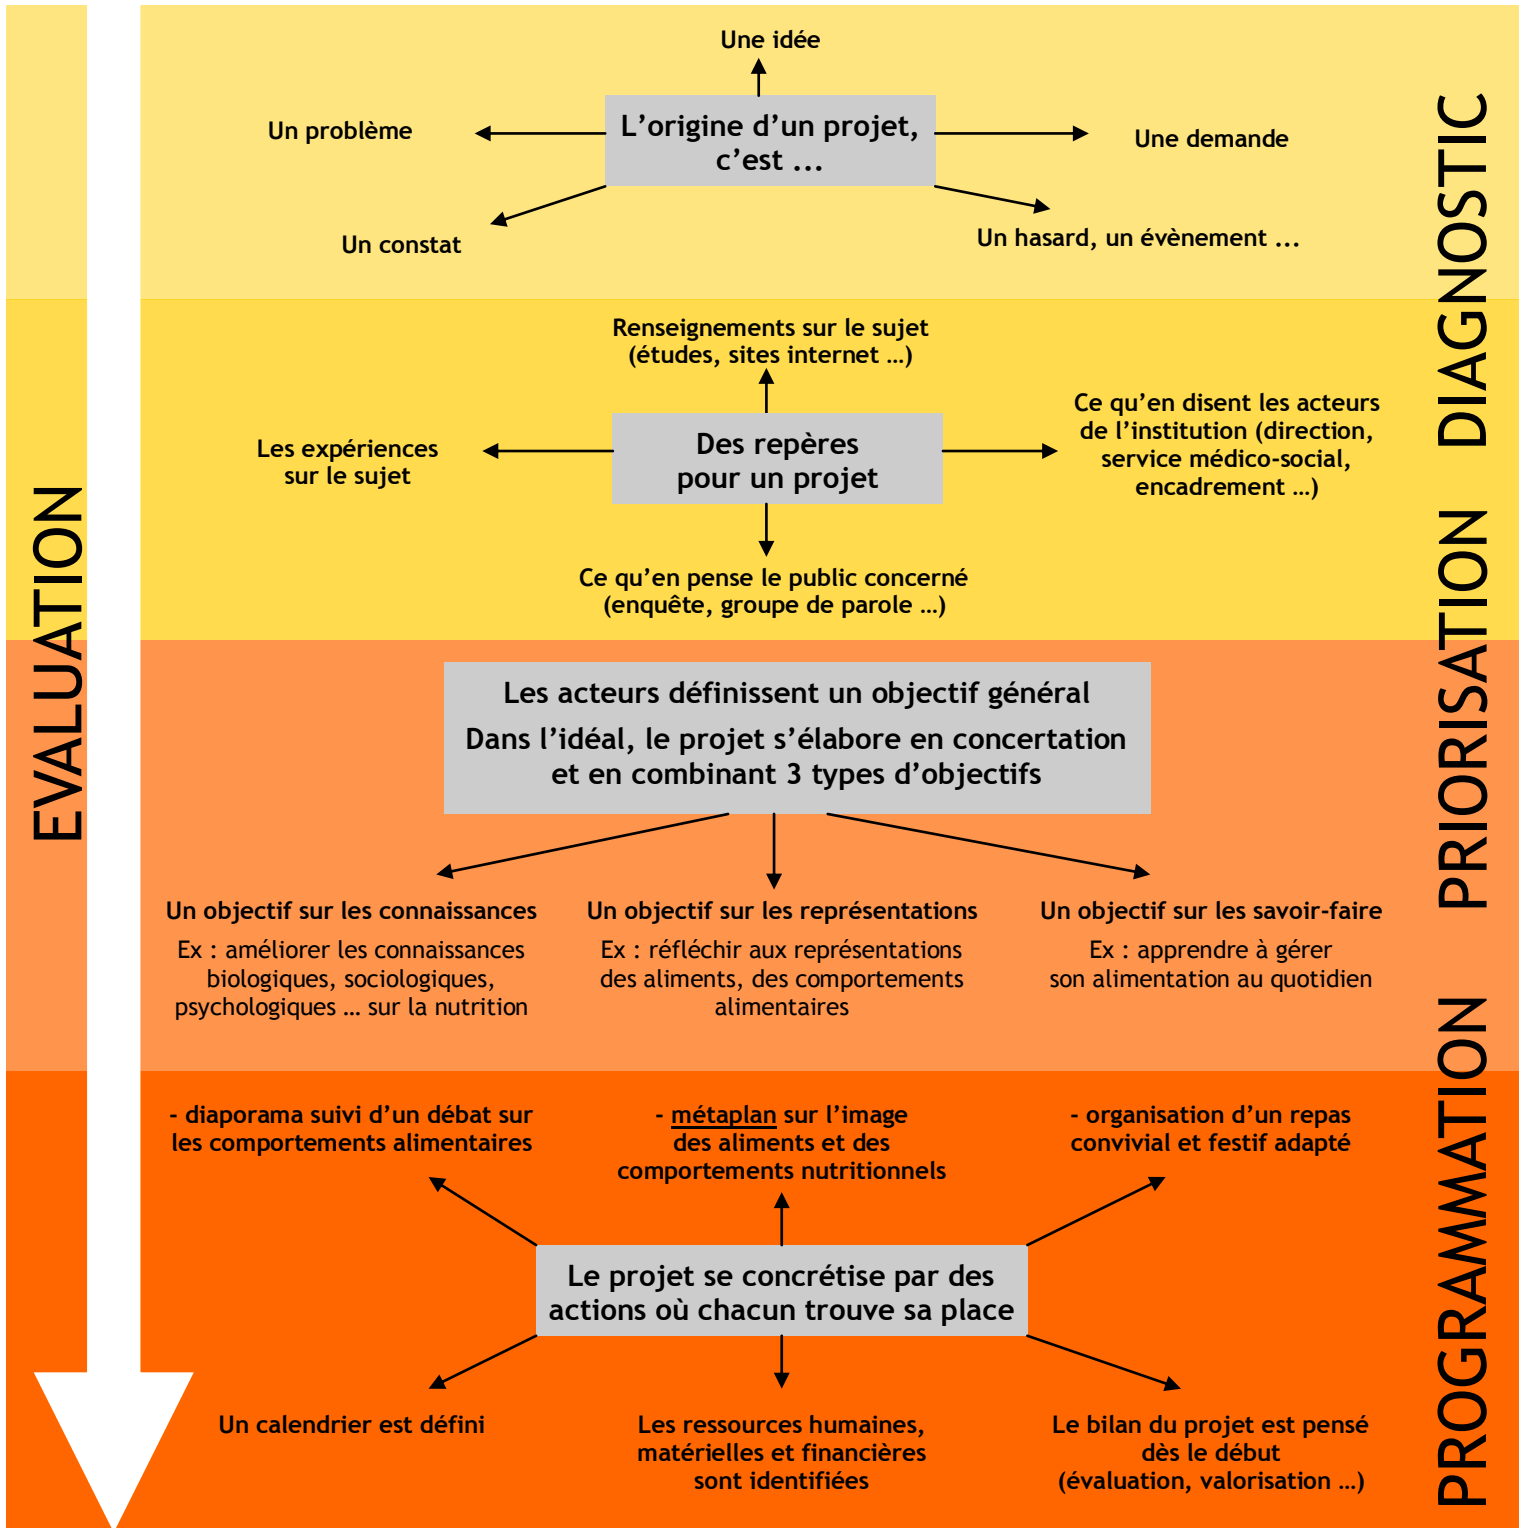 Une idée
L’origine d’un projet,
c’est ...
Un problème
Une demande
Un constat
Un hasard, un évènement ...
DIAGNOSTIC
Renseignements sur le sujet
(études, sites internet …)
Des repères
pour un projet
Les expériences
sur le sujet
Ce qu’en disent les acteurs
de l’institution (direction,
service médico-social,
encadrement …)
Ce qu’en pense le public concerné
(enquête, groupe de parole …)
EVALUATION
PRIORISATION
Les acteurs définissent un objectif général
Dans l’idéal, le projet s’élabore en concertation
et en combinant 3 types d’objectifs
Un objectif sur les connaissances
Ex : améliorer les connaissances
biologiques, sociologiques,
psychologiques … sur la nutrition
Un objectif sur les représentations
Ex : réfléchir aux représentations
des aliments, des comportements
alimentaires
Un objectif sur les savoir-faire
Ex : apprendre à gérer
son alimentation au quotidien
PROGRAMMATION
- diaporama suivi d’un débat sur
les comportements alimentaires
- métaplan sur l’image
des aliments et des
comportements nutritionnels
- organisation d’un repas
convivial et festif adapté
Le projet se concrétise par des
actions où chacun trouve sa place
Un calendrier est défini
Les ressources humaines,
matérielles et financières
sont identifiées
Le bilan du projet est pensé
dès le début
(évaluation, valorisation …)